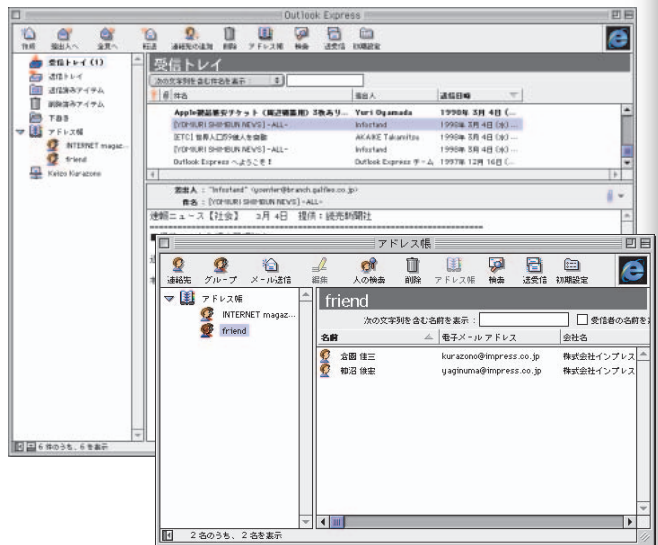 Outlook Express
作成 差出人へ 全員へ 転送 連絡先の追加 削除 アドレス帳 検索 送受信 初期設定
受信トレイ (1)
送信トレイ
送信済みアイテム
削除済みアイテム
下書き
アドレス帳
INTERNET magaz...
friend
Keizo Kurazono
受信トレイ
次の文字列を含む件名を表示:
件名 差出人 送信日時
Yuri Ogamada 1998年 3月 4日 (...
[YOMIURI SHIMBUN NEWS] -ALL- Infostand 1998年 3月 4日 (水) ...
AKAIKE Takamitsu 1998年 3月 4日 (水) ...
[YOMIURI SHIMBUN NEWS] -ALL- Infostand 1998年 3月 4日 (水) ...
Outlook Express へようこそ! Outlook Express チーム 1997年 12月 16日 (...
差出人: "Infostand"
件名: [YOMIURI SHIMBUN NEWS] -ALL-
速報ニュース【社会】 3月 4日 提供:読売新聞社
6 件のうち、6 を表示
アドレス帳
連絡先 グループ メール送信 編集 人の検索 削除 アドレス帳 検索 送受信 初期設定
アドレス帳
INTERNET magaz...
friend
friend
次の文字列を含む名前を表示: 受信者の名前を
名前 電子メール アドレス 会社名
倉園 佳三 kurazono@impress.co.jp 株式会社インプレス
柳沼 俊宏 yaginuma@impress.co.jp 株式会社インプレス
2 名のうち、2 名を表示